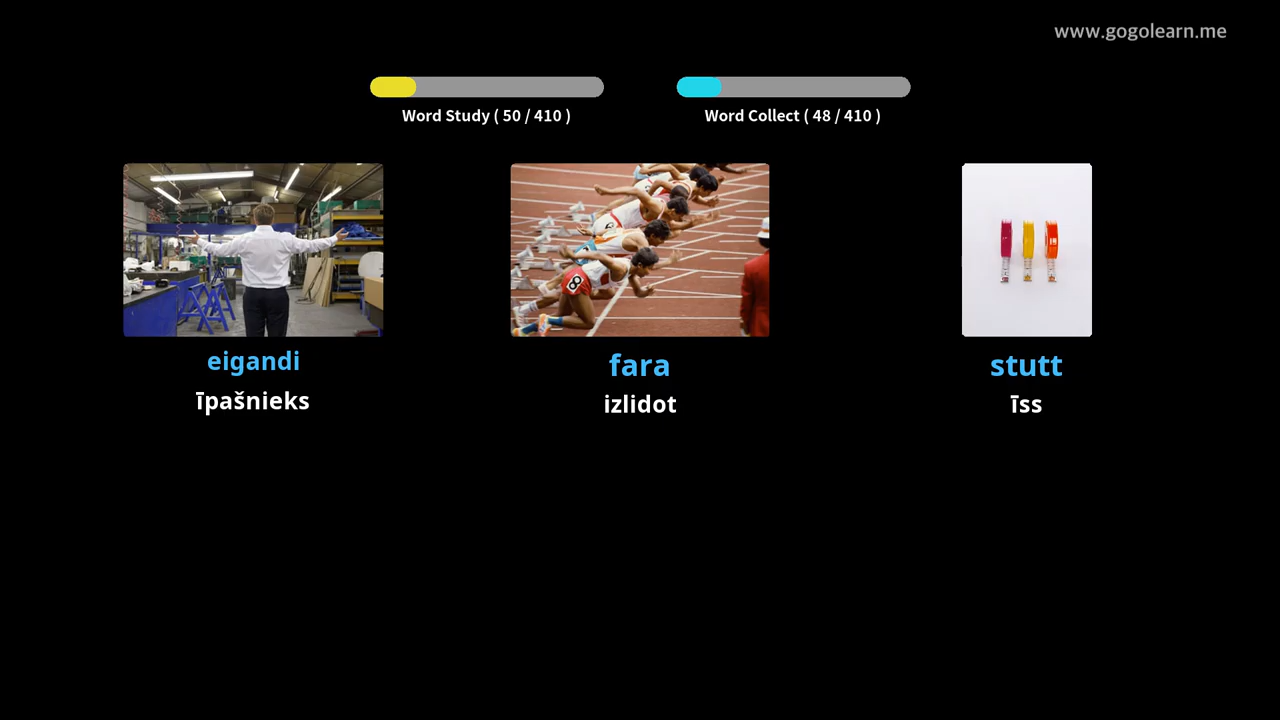 www.gogolearn.me
Word Study ( 50 / 410 )
Word Collect ( 48 / 410 )
eigandi
īpašnieks
fara
izlidot
stutt
īss